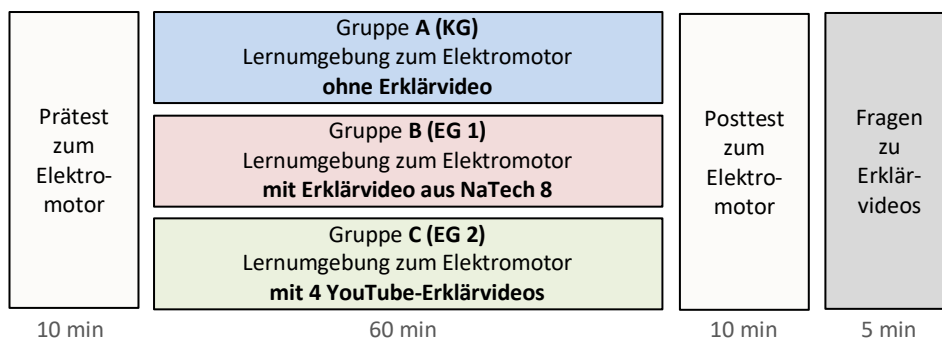 Prätest
zum
Elektro-
motor
Gruppe A (KG)
Lernumgebung zum Elektromotor
ohne Erklärvideo
Gruppe B (EG 1)
Lernumgebung zum Elektromotor
mit Erklärvideo aus NaTech 8
Gruppe C (EG 2)
Lernumgebung zum Elektromotor
mit 4 YouTube-Erklärvideos
Posttest
zum
Elektro-
motor
Fragen
zu
Erklär-
videos
10 min
60 min
10 min
5 min